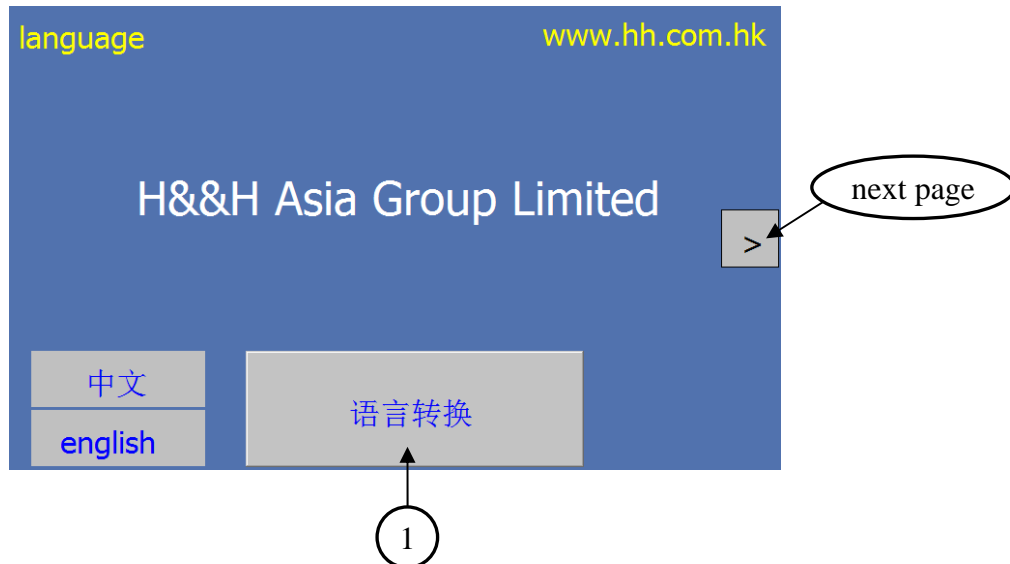 language
www.hh.com.hk
H&&H Asia Group Limited
next page
>
中文
语言转换
english
1